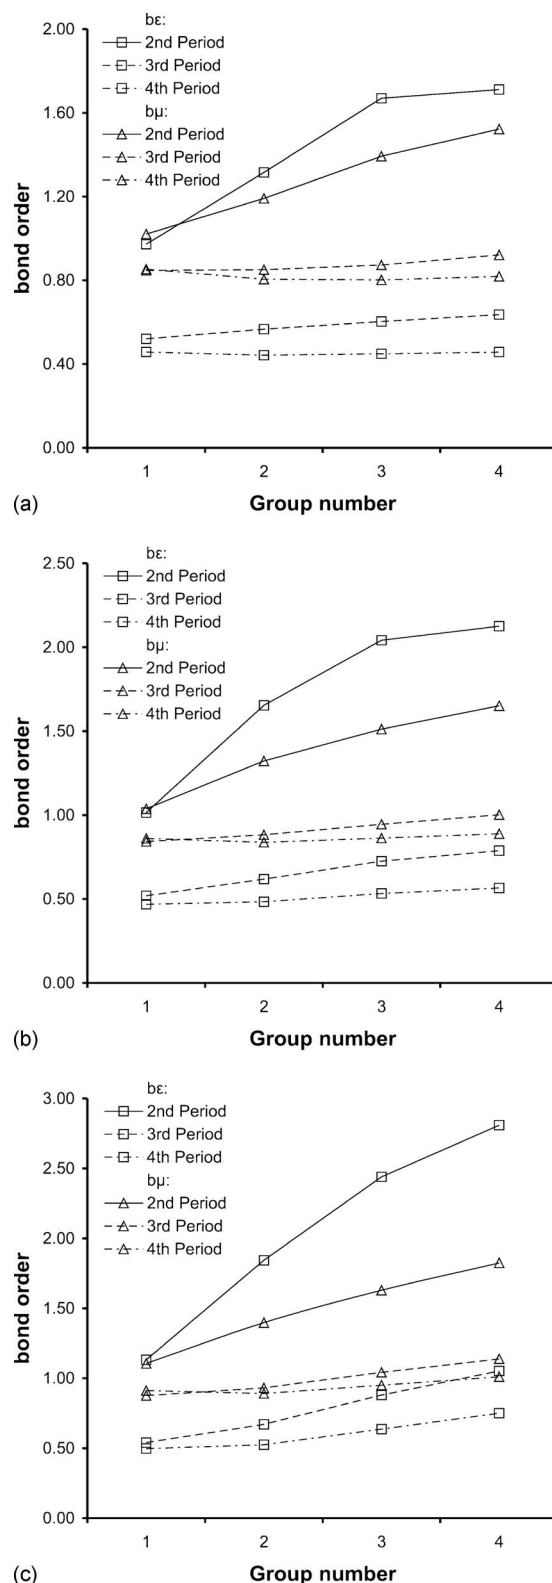 bε:
2.00
2nd Period
3rd Period
4th Period
1.60
bμ:
2nd Period
3rd Period
4th Period
1.20
bond order
0.80
0.40
0.00
1 2 3 4
(a) Group number
bε:
2.50
2nd Period
3rd Period
4th Period
2.00
bμ:
2nd Period
3rd Period
4th Period
1.50
bond order
1.00
0.50
0.00
1 2 3 4
(b) Group number
bε:
3.00
2nd Period
3rd Period
4th Period
2.50
bμ:
2nd Period
3rd Period
4th Period
2.00
1.50
bond order
1.00
0.50
0.00
1 2 3 4
(c) Group number